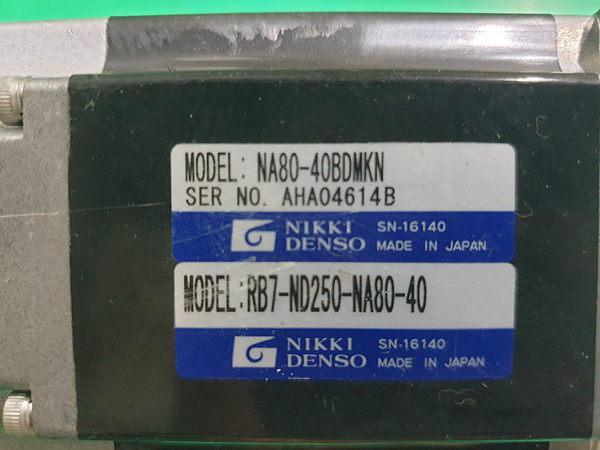 MODEL: NA80-40BDMKN
SER NO. AHA04614B
NIKKI DENSO
SN-16140
MADE IN JAPAN
MODEL:RB7-ND250-NA80-40
NIKKI DENSO
SN-16140
MADE IN JAPAN